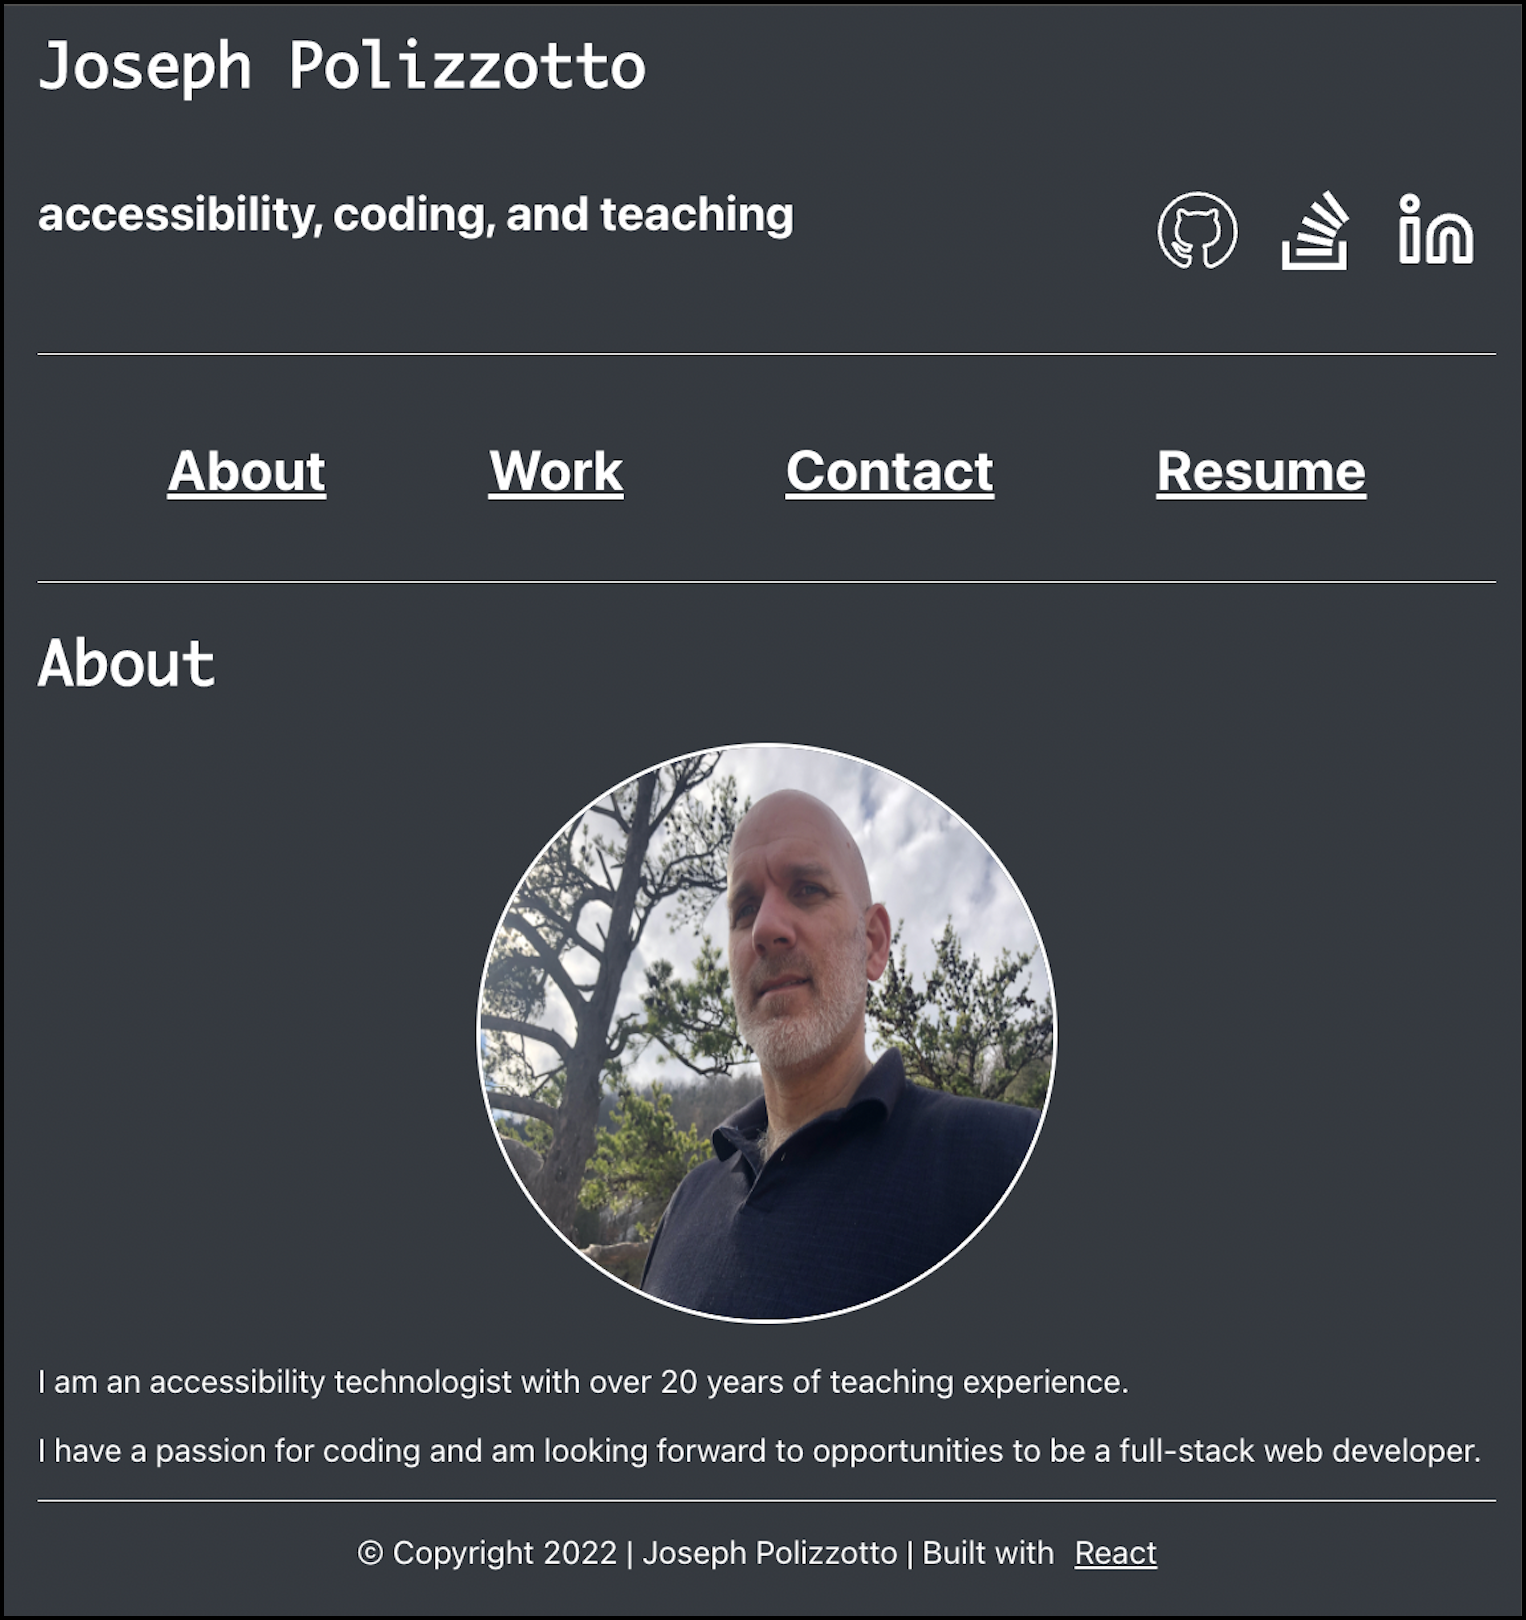 Joseph Polizzotto
accessibility, coding, and teaching
in
About Work Contact Resume
About
I am an accessibility technologist with over 20 years of teaching experience.
I have a passion for coding and am looking forward to opportunities to be a full-stack web developer.
© Copyright 2022 | Joseph Polizzotto | Built with React